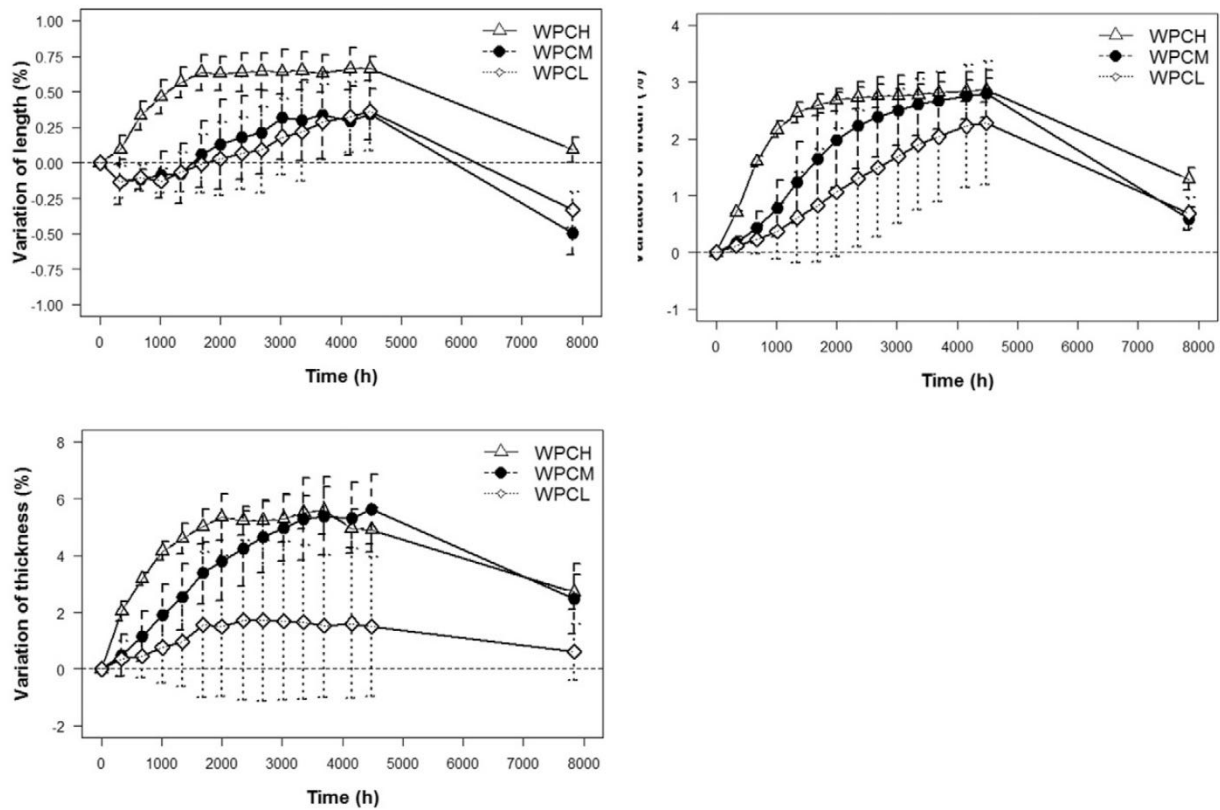 Variation of length (%)
1.00
0.75
0.50
0.25
0.00
-0.25
-0.50
-0.75
-1.00
WPCH
WPCM
WPCL
0 1000 2000 3000 4000 5000 6000 7000 8000
Time (h)
Variation of width (%)
4
3
2
1
0
-1
WPCH
WPCM
WPCL
0 1000 2000 3000 4000 5000 6000 7000 8000
Time (h)
Variation of thickness (%)
8
6
4
2
0
-2
WPCH
WPCM
WPCL
0 1000 2000 3000 4000 5000 6000 7000 8000
Time (h)